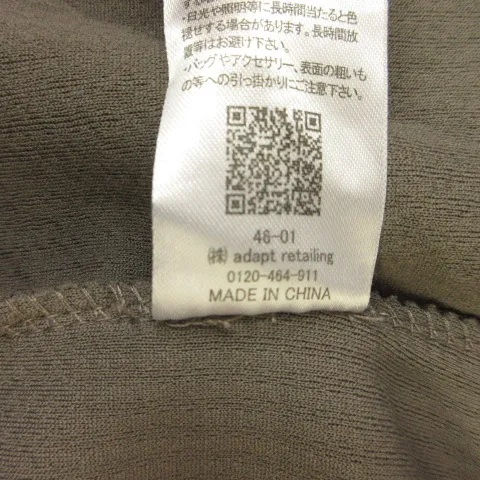 ・日光や照明等に長時間当たると色
褪せする場合があります。長時間放
置等はお避け下さい。
・バッグやアクセサリー、表面の粗いも
の等への引っ掛かりにご注意下さい。
46-01
㈱ adapt retailing
0120-464-911
MADE IN CHINA